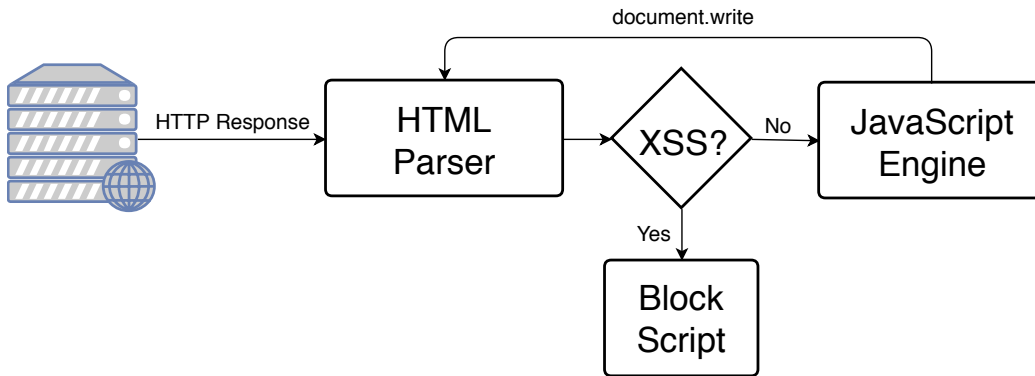 document.write
HTTP Response
HTML
Parser
XSS?
No
JavaScript
Engine
Yes
Block
Script